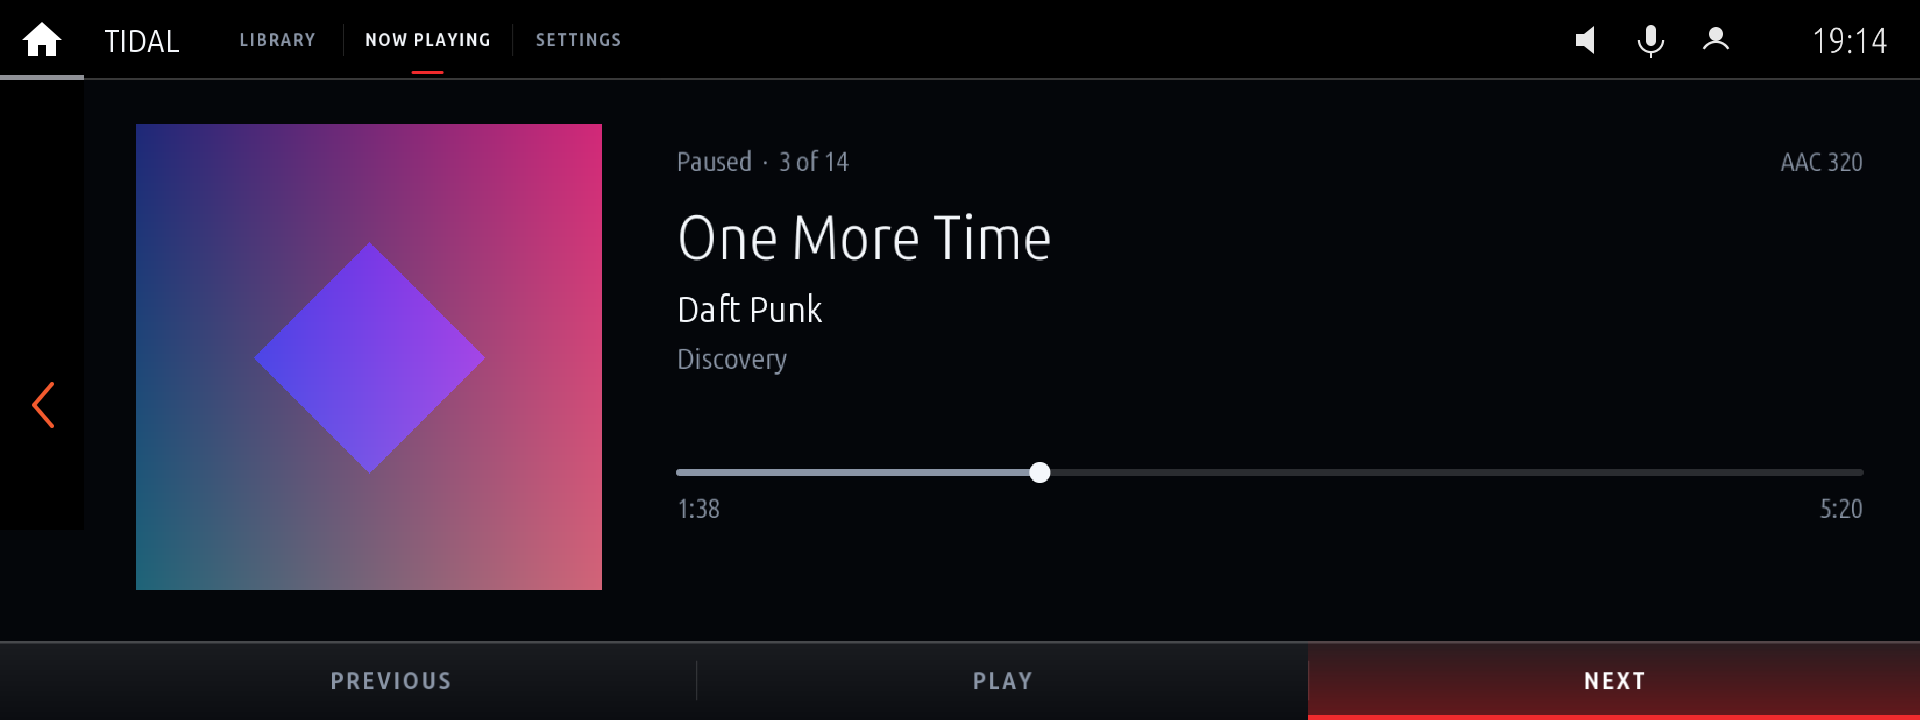 TIDAL
LIBRARY
NOW PLAYING
SETTINGS
19:14
Paused · 3 of 14
AAC 320
One More Time
Daft Punk
Discovery
1:38
5:20
PREVIOUS
PLAY
NEXT